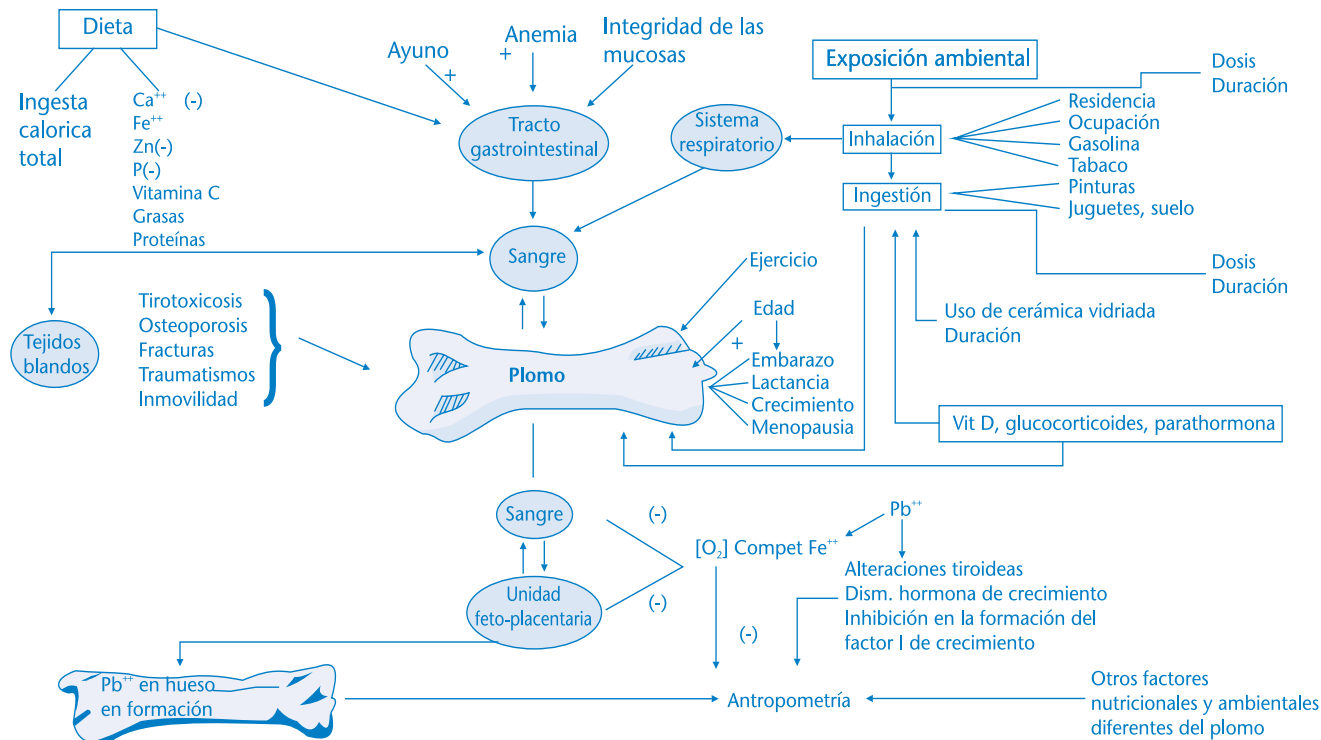 Dieta
Ingesta
calorica
total
Ca⁺⁺ (-)
Fe⁺⁺
Zn(-)
P(-)
Vitamina C
Grasas
Proteínas
Ayuno
+
Anemia
+
Integridad de las
mucosas
Tracto
gastrointestinal
Sistema
respiratorio
Exposición ambiental
Dosis
Duración
Inhalación
Residencia
Ocupación
Gasolina
Tabaco
Ingestión
Pinturas
Juguetes, suelo
Dosis
Duración
Uso de cerámica vidriada
Duración
Sangre
Tejidos
blandos
Tirotoxicosis
Osteoporosis
Fracturas
Traumatismos
Inmovilidad
Plomo
Ejercicio
Edad
+
Embarazo
Lactancia
Crecimiento
Menopausia
Vit D, glucocorticoides, parathormona
Sangre
(-)
Unidad
feto-placentaria
(-)
[O₂] Compet Fe⁺⁺
Pb⁺⁺
Alteraciones tiroideas
Dism. hormona de crecimiento
Inhibición en la formación del
factor I de crecimiento
(-)
Pb⁺⁺ en hueso
en formación
Antropometría
Otros factores
nutricionales y ambientales
diferentes del plomo